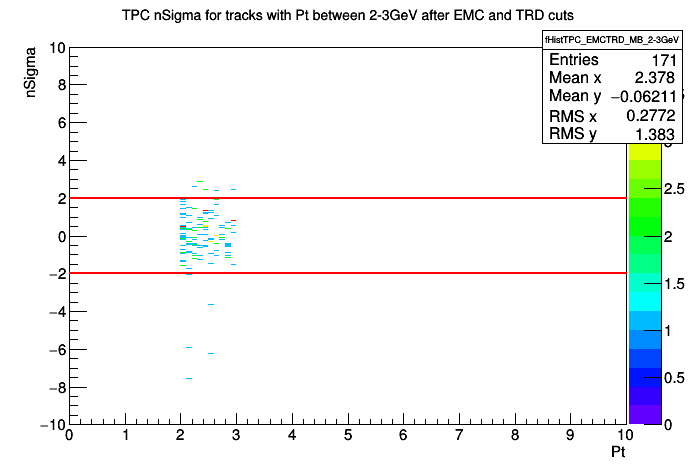 TPC nSigma for tracks with Pt between 2-3GeV after EMC and TRD cuts
fHistTPC_EMCTRD_MB_2-3GeV
Entries 171
Mean x 2.378
Mean y −0.06211
RMS x 0.2772
RMS y 1.383
nSigma
10
8
6
4
2
0
−2
−4
−6
−8
−10
0 1 2 3 4 5 6 7 8 9 10
Pt
2.5
2
1.5
1
0.5
0